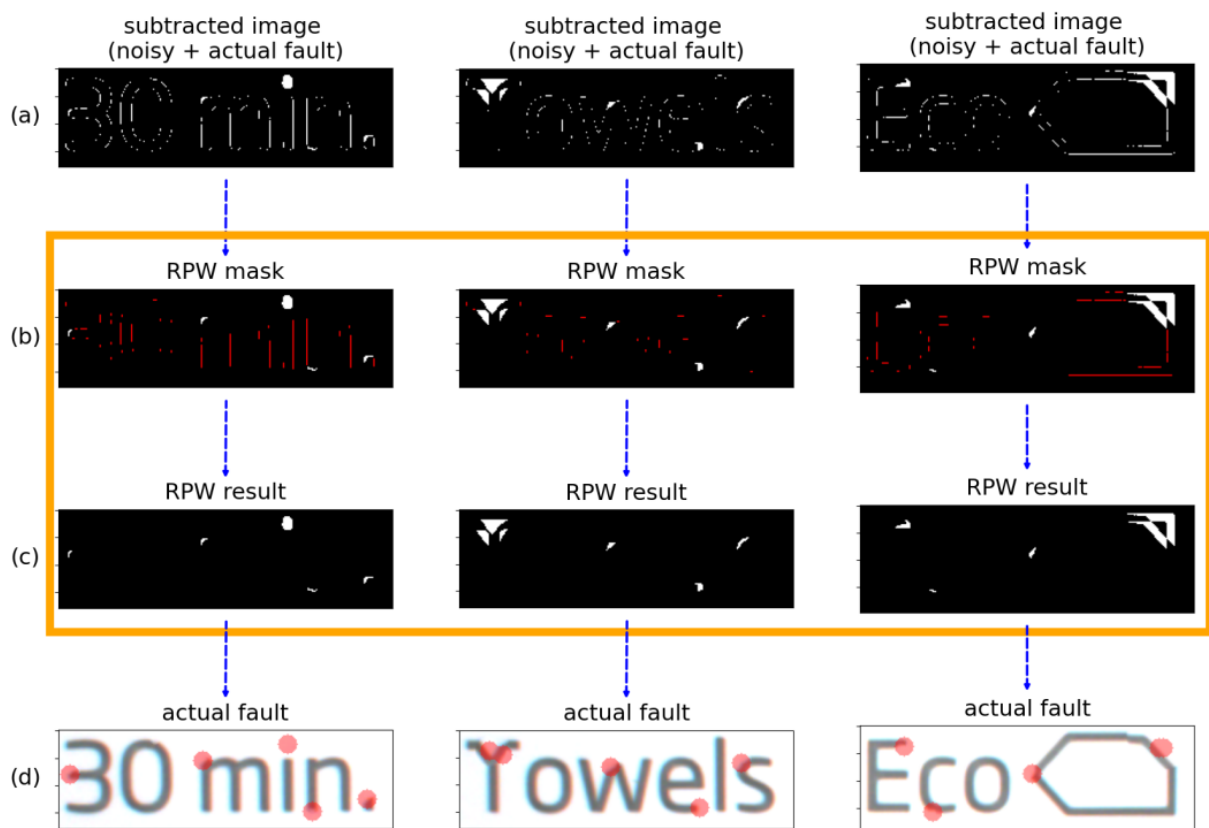 subtracted image
(noisy + actual fault)
subtracted image
(noisy + actual fault)
subtracted image
(noisy + actual fault)
(a)
30 min.
Towels
Eco
RPW mask
RPW mask
RPW mask
(b)
RPW result
RPW result
RPW result
(c)
actual fault
actual fault
actual fault
(d)
30 min.
Towels
Eco